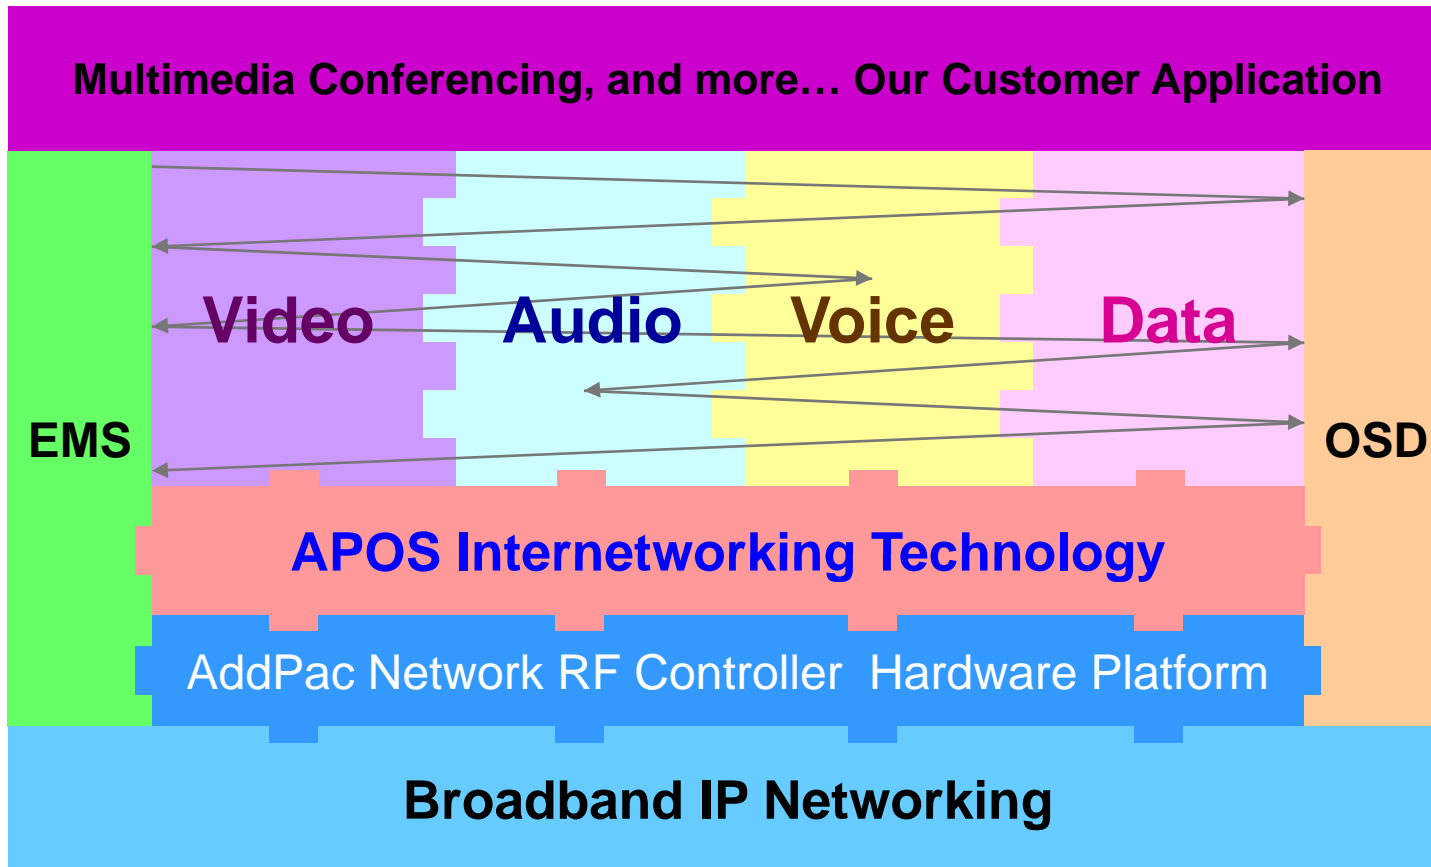 Multimedia Conferencing, and more… Our Customer Application
Video Audio Voice Data
EMS
OSD
APOS Internetworking Technology
AddPac Network RF Controller Hardware Platform
Broadband IP Networking